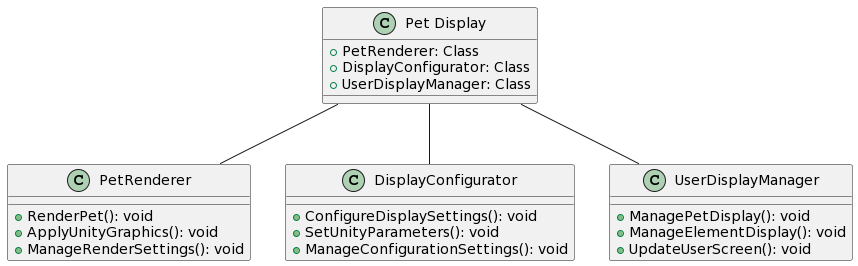 C Pet Display
PetRenderer: Class
DisplayConfigurator: Class
UserDisplayManager: Class
C PetRenderer
RenderPet(): void
ApplyUnityGraphics(): void
ManageRenderSettings(): void
C DisplayConfigurator
ConfigureDisplaySettings(): void
SetUnityParameters(): void
ManageConfigurationSettings(): void
C UserDisplayManager
ManagePetDisplay(): void
ManageElementDisplay(): void
UpdateUserScreen(): void